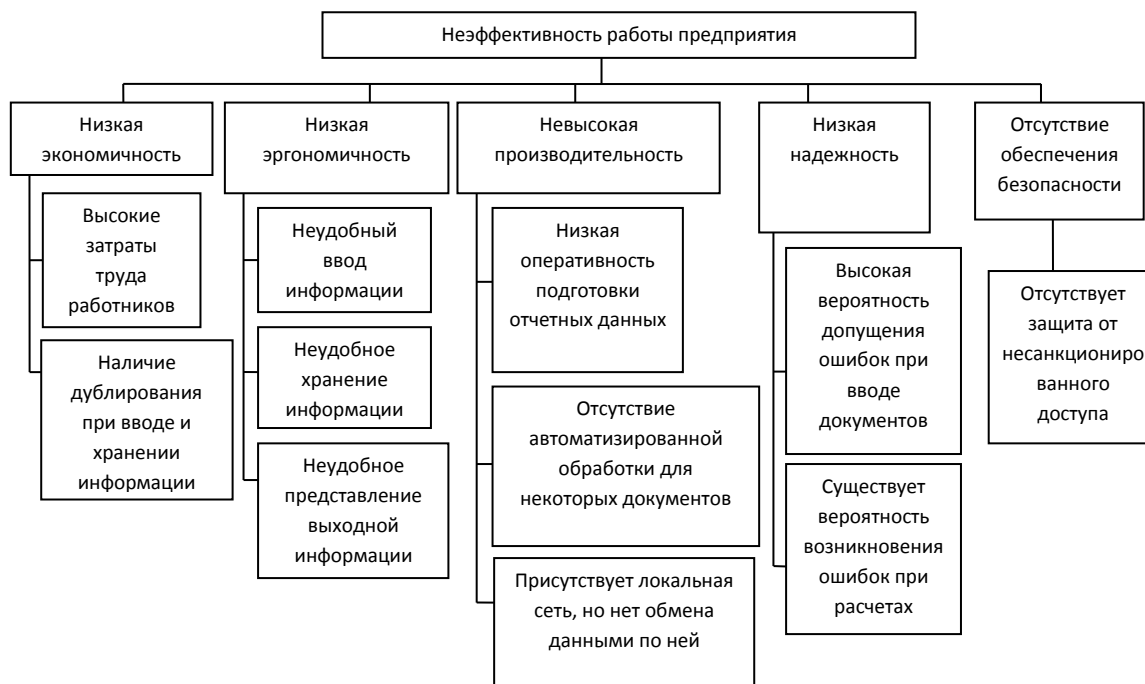 Неэффективность работы предприятия
Низкая
экономичность
Высокие
затраты
труда
работников
Наличие
дублирования
при вводе и
хранении
информации
Низкая
эргономичность
Неудобный
ввод
информации
Неудобное
хранение
информации
Неудобное
представление
выходной
информации
Невысокая
производительность
Низкая
оперативность
подготовки
отчетных данных
Отсутствие
автоматизированной
обработки для
некоторых документов
Присутствует локальная
сеть, но нет обмена
данными по ней
Низкая
надежность
Высокая
вероятность
допущения
ошибок при
вводе
документов
Существует
вероятность
возникновения
ошибок при
расчетах
Отсутствие
обеспечения
безопасности
Отсутствует
защита от
несанкциониро
ванного
доступа